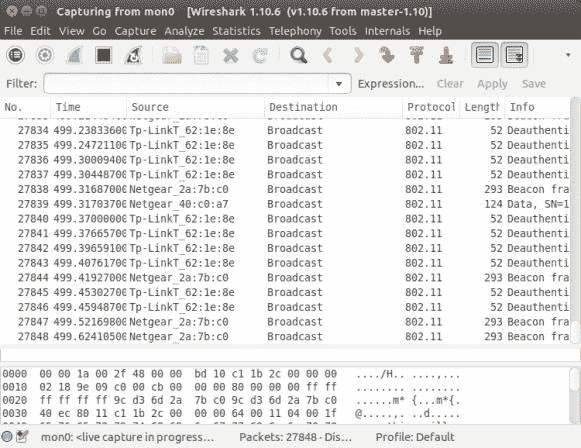 Capturing from mon0 [Wireshark 1.10.6 (v1.10.6 from master-1.10)]
File Edit View Go Capture Analyze Statistics Telephony Tools Internals Help
Filter: Expression... Clear Apply Save
No. Time Source Destination Protocol Length Info
27834 499.23833600 Tp-LinkT_62:1e:8e Broadcast 802.11 52 Deauthenti
27835 499.24721100 Tp-LinkT_62:1e:8e Broadcast 802.11 52 Deauthenti
27836 499.30009400 Tp-LinkT_62:1e:8e Broadcast 802.11 52 Deauthenti
27837 499.30448700 Tp-LinkT_62:1e:8e Broadcast 802.11 52 Deauthenti
27838 499.31687000 Netgear_2a:7b:c0 Broadcast 802.11 293 Beacon fra
27839 499.31703700 Netgear_40:c0:a7 Broadcast 802.11 124 Data, SN=1
27840 499.37000000 Tp-LinkT_62:1e:8e Broadcast 802.11 52 Deauthenti
27841 499.37665700 Tp-LinkT_62:1e:8e Broadcast 802.11 52 Deauthenti
27842 499.39659100 Tp-LinkT_62:1e:8e Broadcast 802.11 52 Deauthenti
27843 499.40761700 Tp-LinkT_62:1e:8e Broadcast 802.11 52 Deauthenti
27844 499.41927000 Netgear_2a:7b:c0 Broadcast 802.11 293 Beacon fra
27845 499.45302700 Tp-LinkT_62:1e:8e Broadcast 802.11 52 Deauthenti
27846 499.45948700 Tp-LinkT_62:1e:8e Broadcast 802.11 52 Deauthenti
27847 499.52169800 Netgear_2a:7b:c0 Broadcast 802.11 293 Beacon fra
27848 499.62410500 Netgear_2a:7b:c0 Broadcast 802.11 293 Beacon fra
0000 00 00 1a 00 2f 48 00 00 bd 10 c1 1b 2c 00 00 00 ..../H.. ....,...
0010 02 18 9e 09 c0 00 cb 00 00 00 80 00 00 00 ff ff ........ ........
0020 ff ff ff ff 9c d3 6d 2a 7b c0 9c d3 6d 2a 7b c0 ......m* {...m*{.
0030 40 ec 80 11 c1 1b 2c 00 00 00 64 00 11 04 00 1f @.....,. ..d.....
mon0: <live capture in progress... Packets: 27848 · Dis... Profile: Default